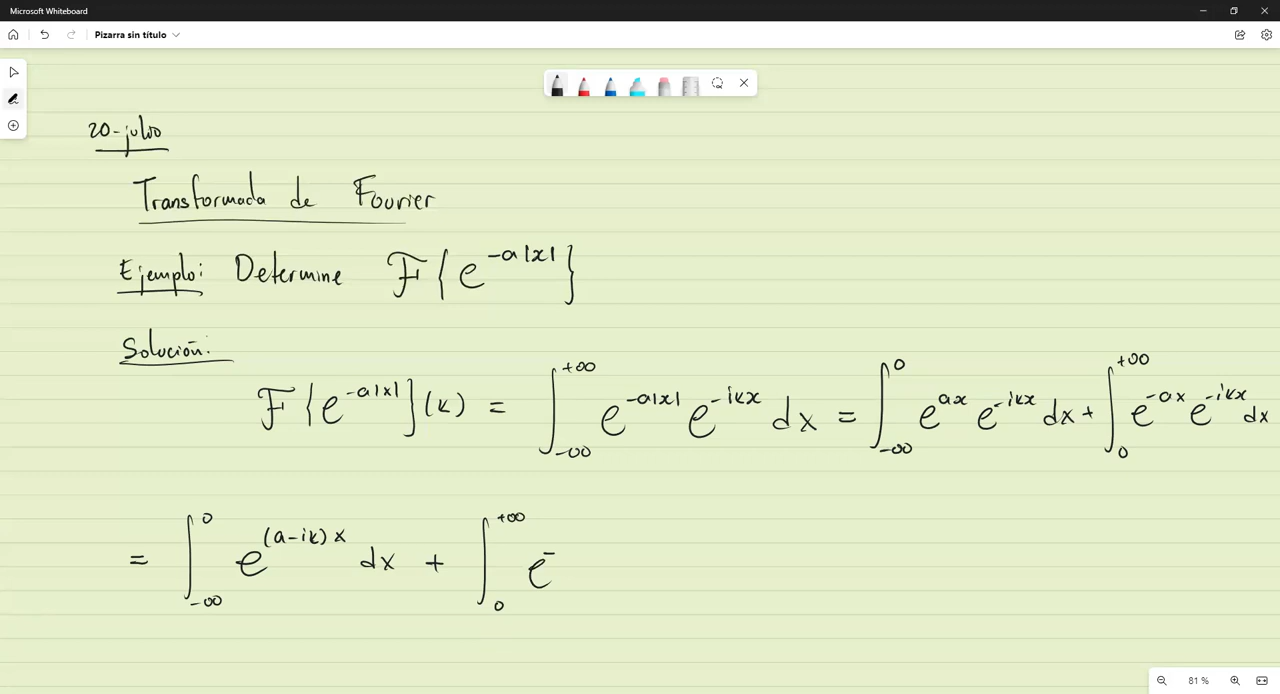 Microsoft Whiteboard
Pizarra sin título
20-julio
Transformada de Fourier
Ejemplo: Determine ℱ{e^{-a|x|}}
Solución:
ℱ{e^{-a|x|}}(k) = ∫_{-∞}^{+∞} e^{-a|x|} e^{-ikx} dx = ∫_{-∞}^{0} e^{ax} e^{-ikx} dx + ∫_{0}^{+∞} e^{-ax} e^{-ikx} dx
= ∫_{-∞}^{0} e^{(a-ik)x} dx + ∫_{0}^{+∞} e^{-}
81 %